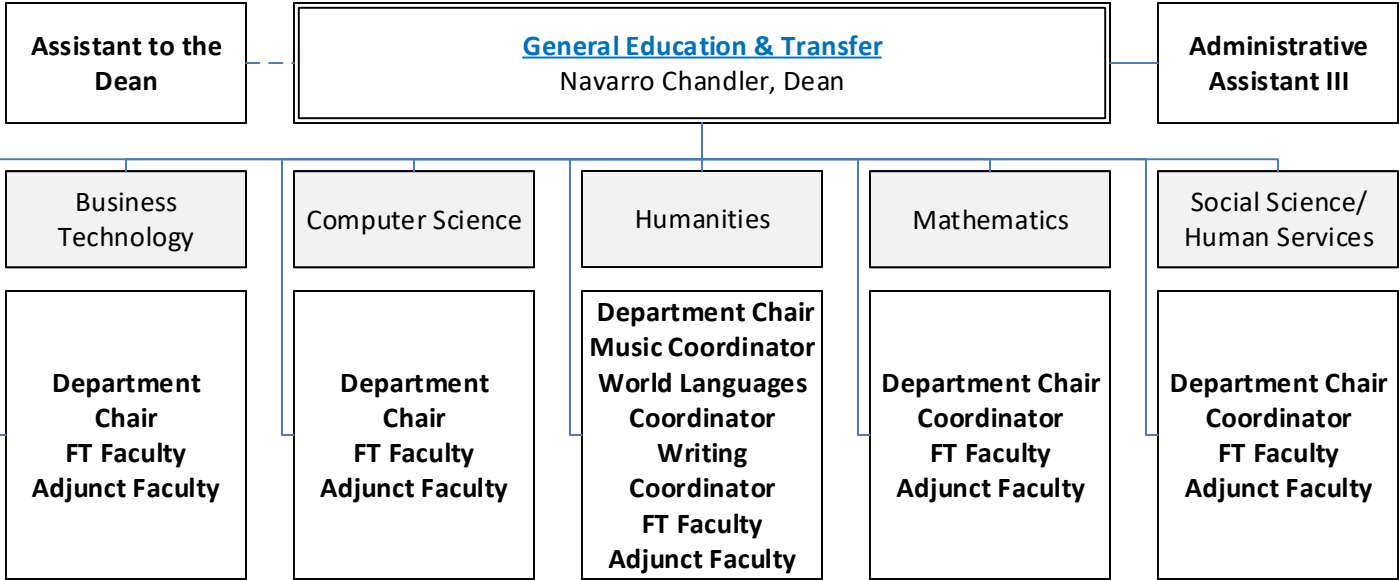 Assistant to the
Dean
General Education & Transfer
Navarro Chandler, Dean
Administrative
Assistant III
Business
Technology
Computer Science
Humanities
Mathematics
Social Science/
Human Services
Department
Chair
FT Faculty
Adjunct Faculty
Department
Chair
FT Faculty
Adjunct Faculty
Department Chair
Music Coordinator
World Languages
Coordinator
Writing
Coordinator
FT Faculty
Adjunct Faculty
Department Chair
Coordinator
FT Faculty
Adjunct Faculty
Department Chair
Coordinator
FT Faculty
Adjunct Faculty